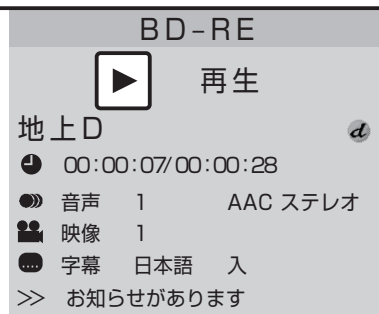 BD-RE
再生
地上D d
00:00:07/00:00:28
音声 1 AAC ステレオ
映像 1
字幕 日本語 入
>> お知らせがあります